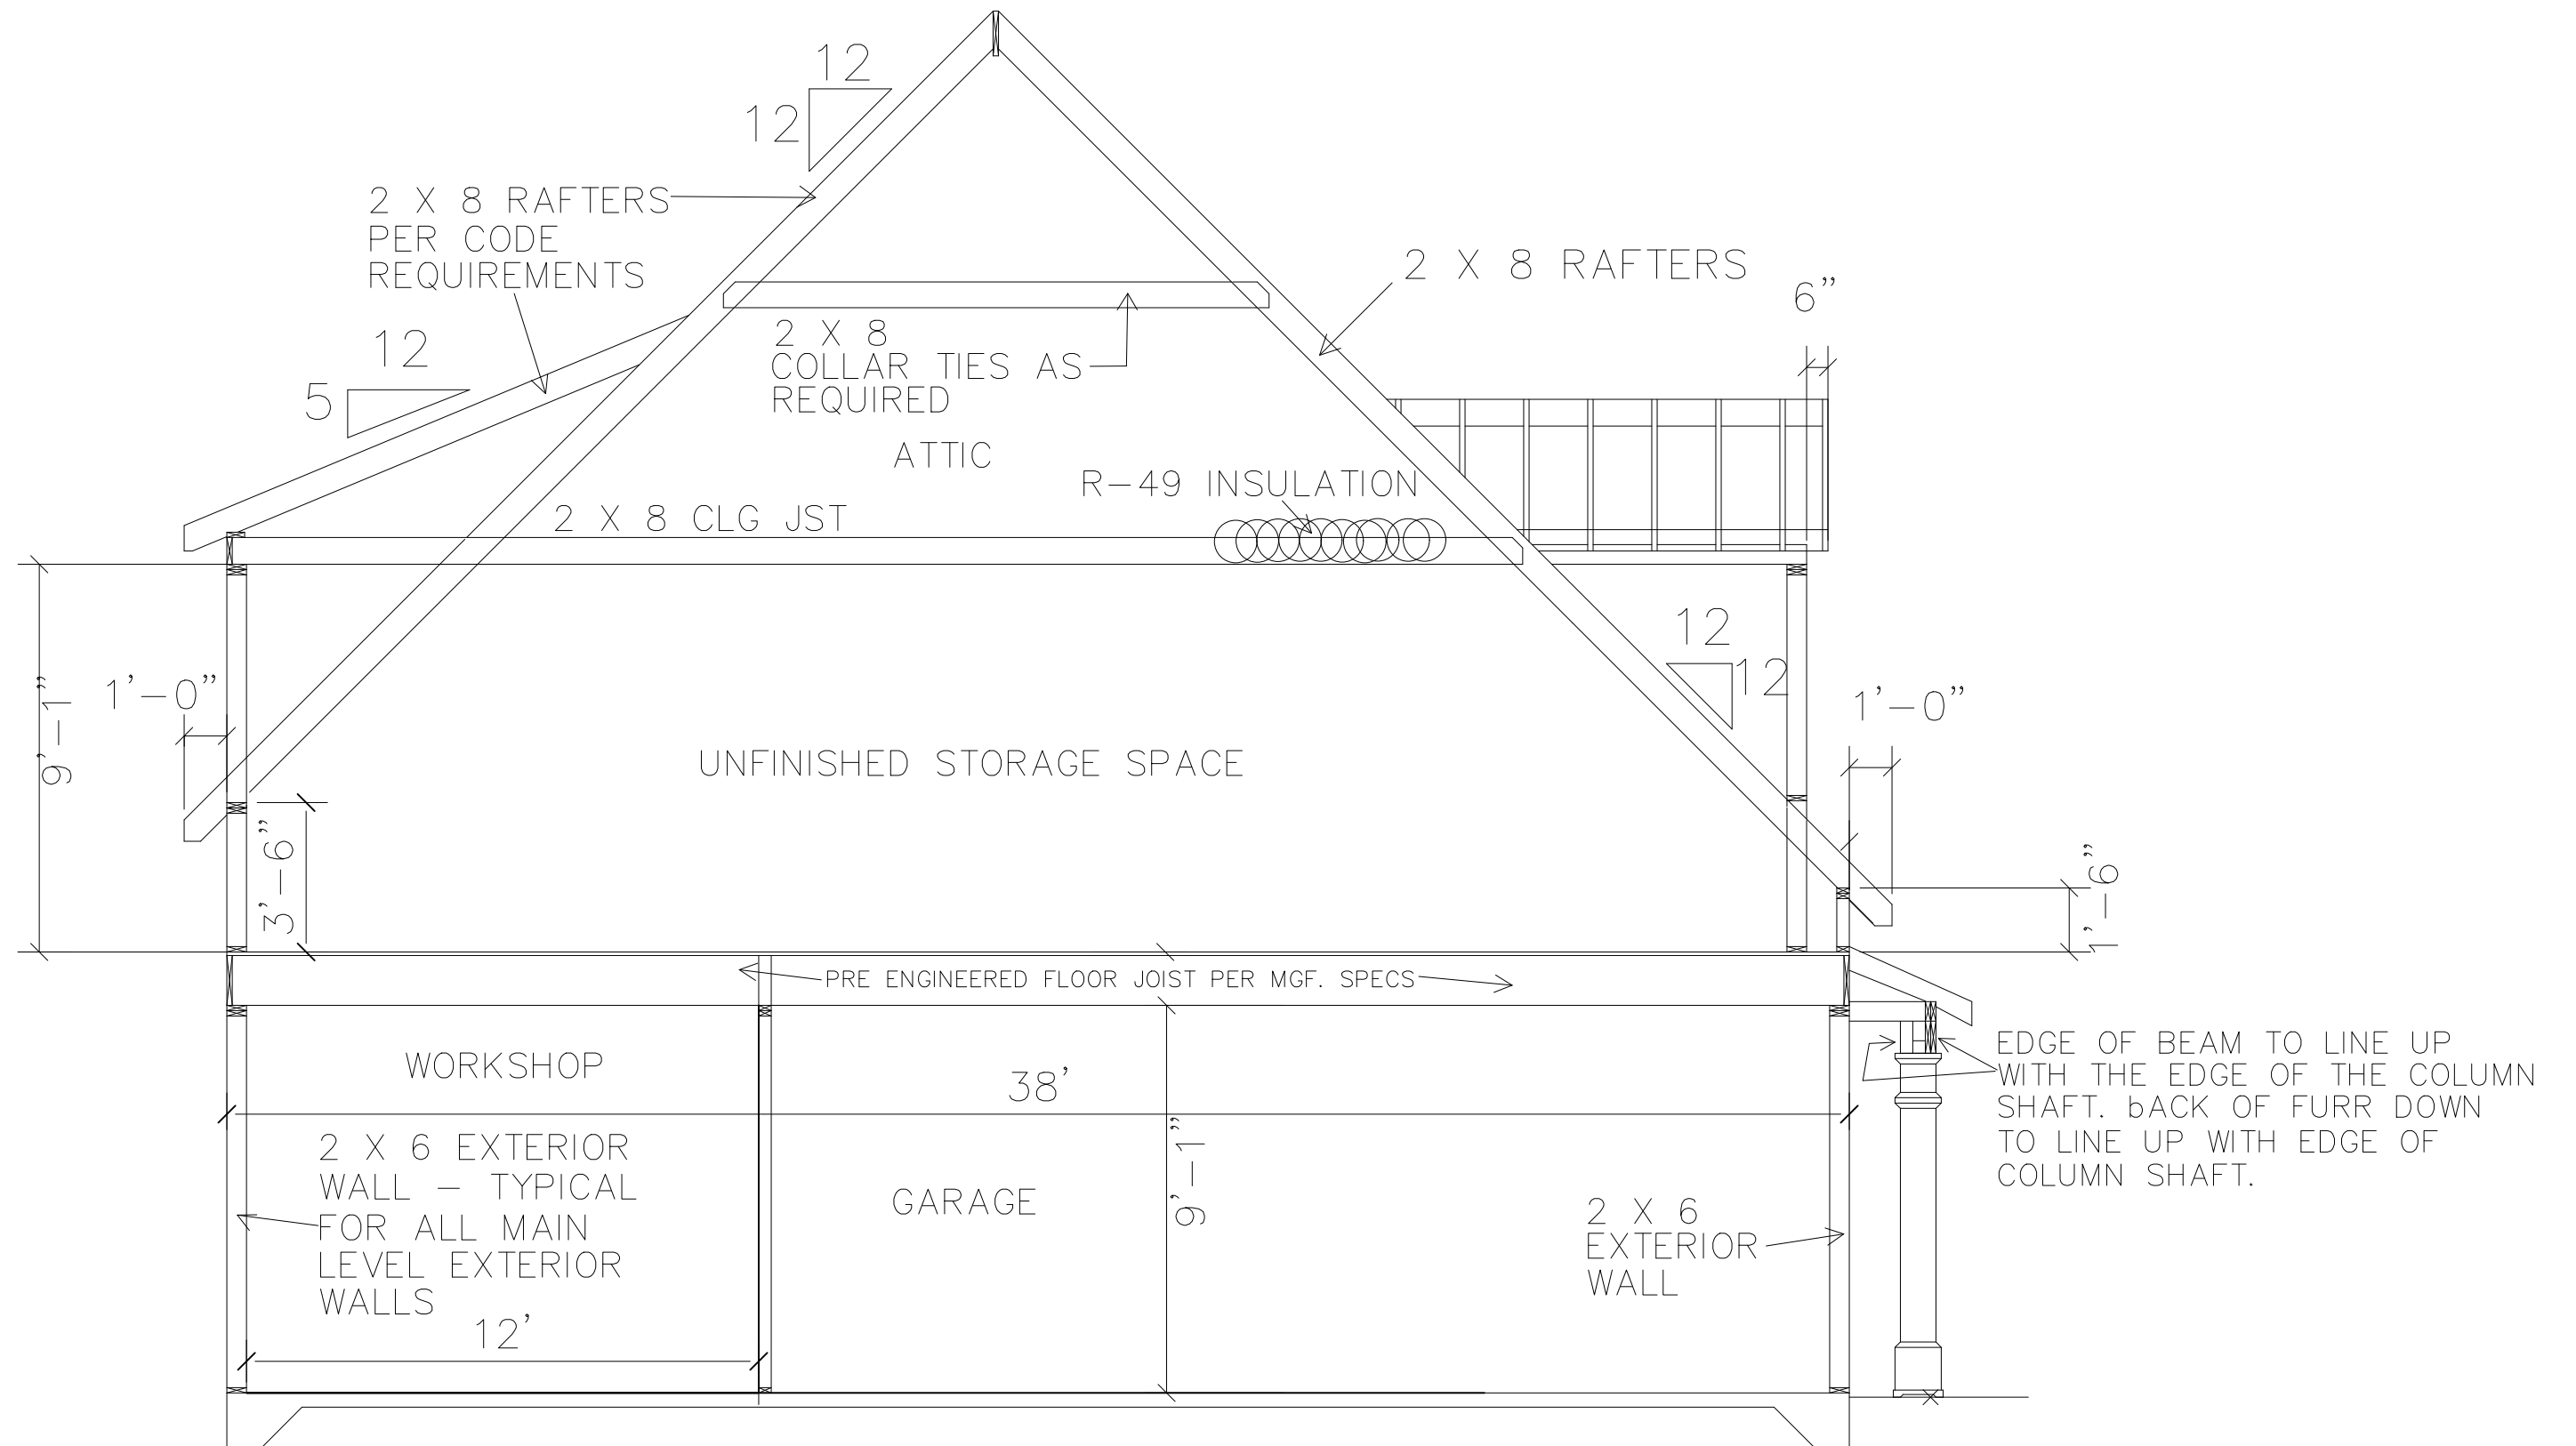 12
12
2 X 8 RAFTERS
PER CODE
REQUIREMENTS
2 X 8 RAFTERS
6"
12
5
2 X 8
COLLAR TIES AS
REQUIRED
ATTIC
R-49 INSULATION
2 X 8 CLG JST
12
12
9'-1"
1'-0"
1'-0"
UNFINISHED STORAGE SPACE
3'-6"
1'-6"
PRE ENGINEERED FLOOR JOIST PER MGF. SPECS
WORKSHOP
38'
EDGE OF BEAM TO LINE UP
WITH THE EDGE OF THE COLUMN
SHAFT. bACK OF FURR DOWN
TO LINE UP WITH EDGE OF
COLUMN SHAFT.
2 X 6 EXTERIOR
WALL - TYPICAL
FOR ALL MAIN
LEVEL EXTERIOR
WALLS
GARAGE
9'-1"
2 X 6
EXTERIOR
WALL
12'